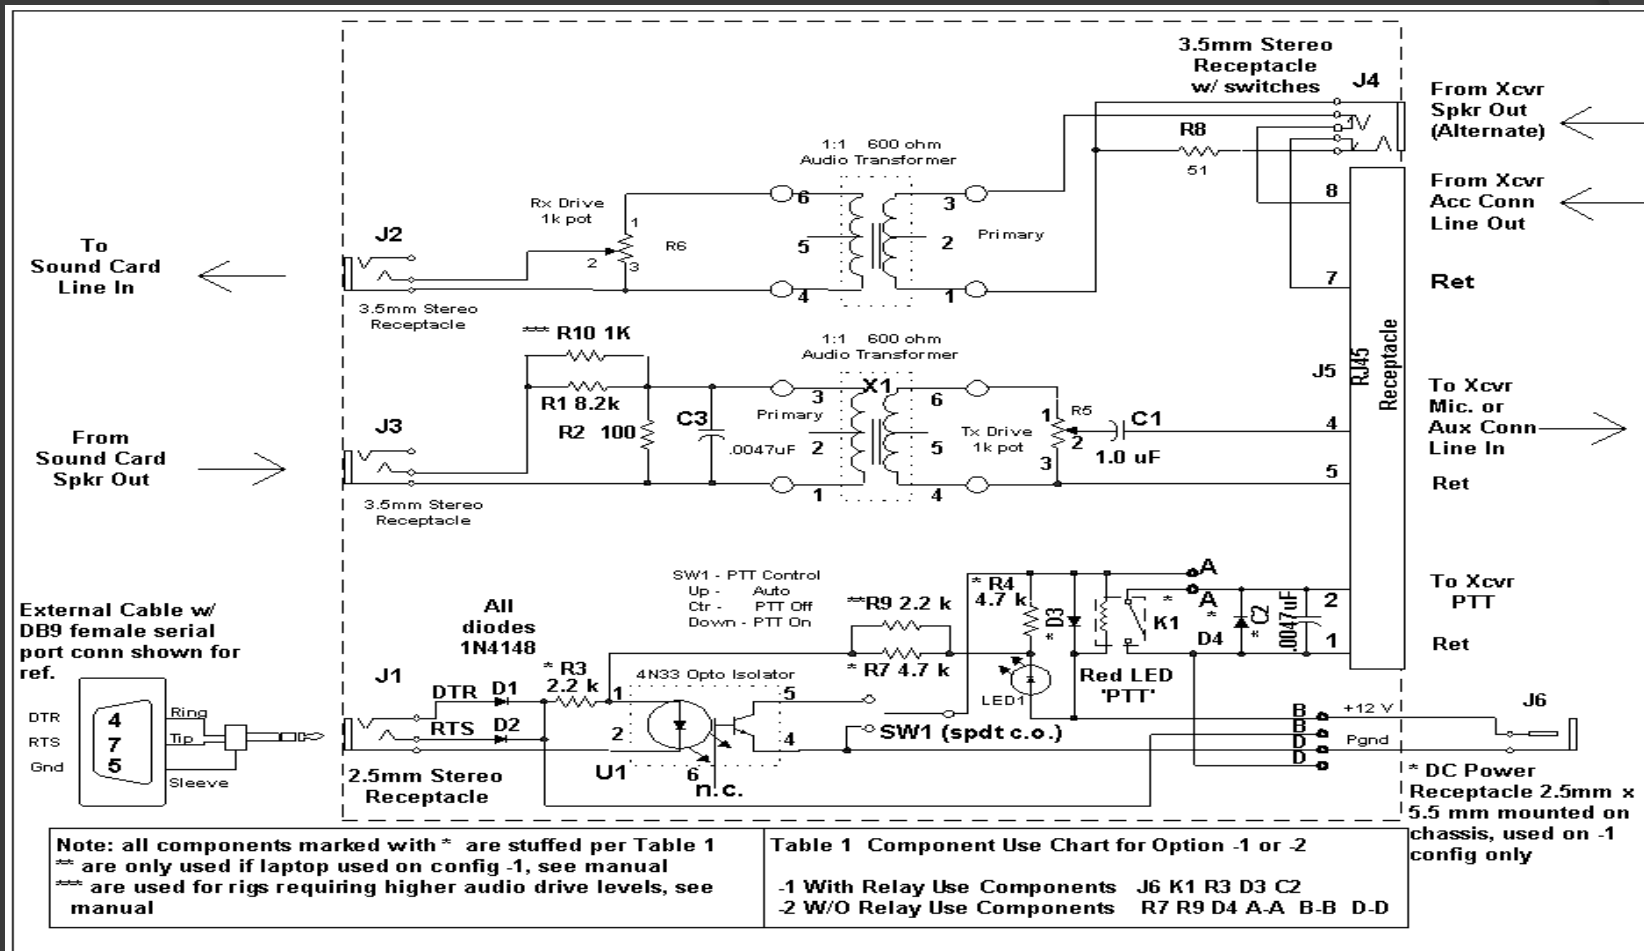 3.5mm Stereo
Receptacle
w/ switches
J4
From Xcvr
Spkr Out
(Alternate)
R8
51
1:1 600 ohm
Audio Transformer
8
From Xcvr
Acc Conn
Line Out
Rx Drive
1k pot
1
2
3
R6
6
5
4
3
2
1
Primary
J2
To
Sound Card
Line In
7
Ret
3.5mm Stereo
Receptacle
*** R10 1K
1:1 600 ohm
Audio Transformer
J5
RJ45
Receptacle
R1 8.2k
R2 100
C3
.0047uF
X1
3
Primary
2
1
6
5
4
Tx Drive
1k pot
1
R5
2
3
C1
1.0 uF
4
5
To Xcvr
Mic. or
Aux Conn
Line In
Ret
J3
From
Sound Card
Spkr Out
3.5mm Stereo
Receptacle
SW1 - PTT Control
Up - Auto
Ctr - PTT Off
Down - PTT On
* R4
4.7 k
**R9 2.2 k
* R7 4.7 k
* D3
A
A
*
K1
*
D4
* C2
.0047uF
2
1
To Xcvr
PTT
Ret
External Cable w/
DB9 female serial
port conn shown for
ref.
All
diodes
1N4148
J1
DTR
D1
RTS
D2
* R3
2.2 k
4N33 Opto Isolator
1
2
5
4
6
n.c.
U1
LED1
Red LED
'PTT'
SW1 (spdt c.o.)
B
B
D
D
+12 V
Pgnd
J6
DTR
RTS
Gnd
4
7
5
Ring
Tip
Sleeve
2.5mm Stereo
Receptacle
* DC Power
Receptacle 2.5mm x
5.5 mm mounted on
chassis, used on -1
config only
Note: all components marked with * are stuffed per Table 1
** are only used if laptop used on config -1, see manual
*** are used for rigs requiring higher audio drive levels, see
manual
Table 1 Component Use Chart for Option -1 or -2
-1 With Relay Use Components J6 K1 R3 D3 C2
-2 W/O Relay Use Components R7 R9 D4 A-A B-B D-D